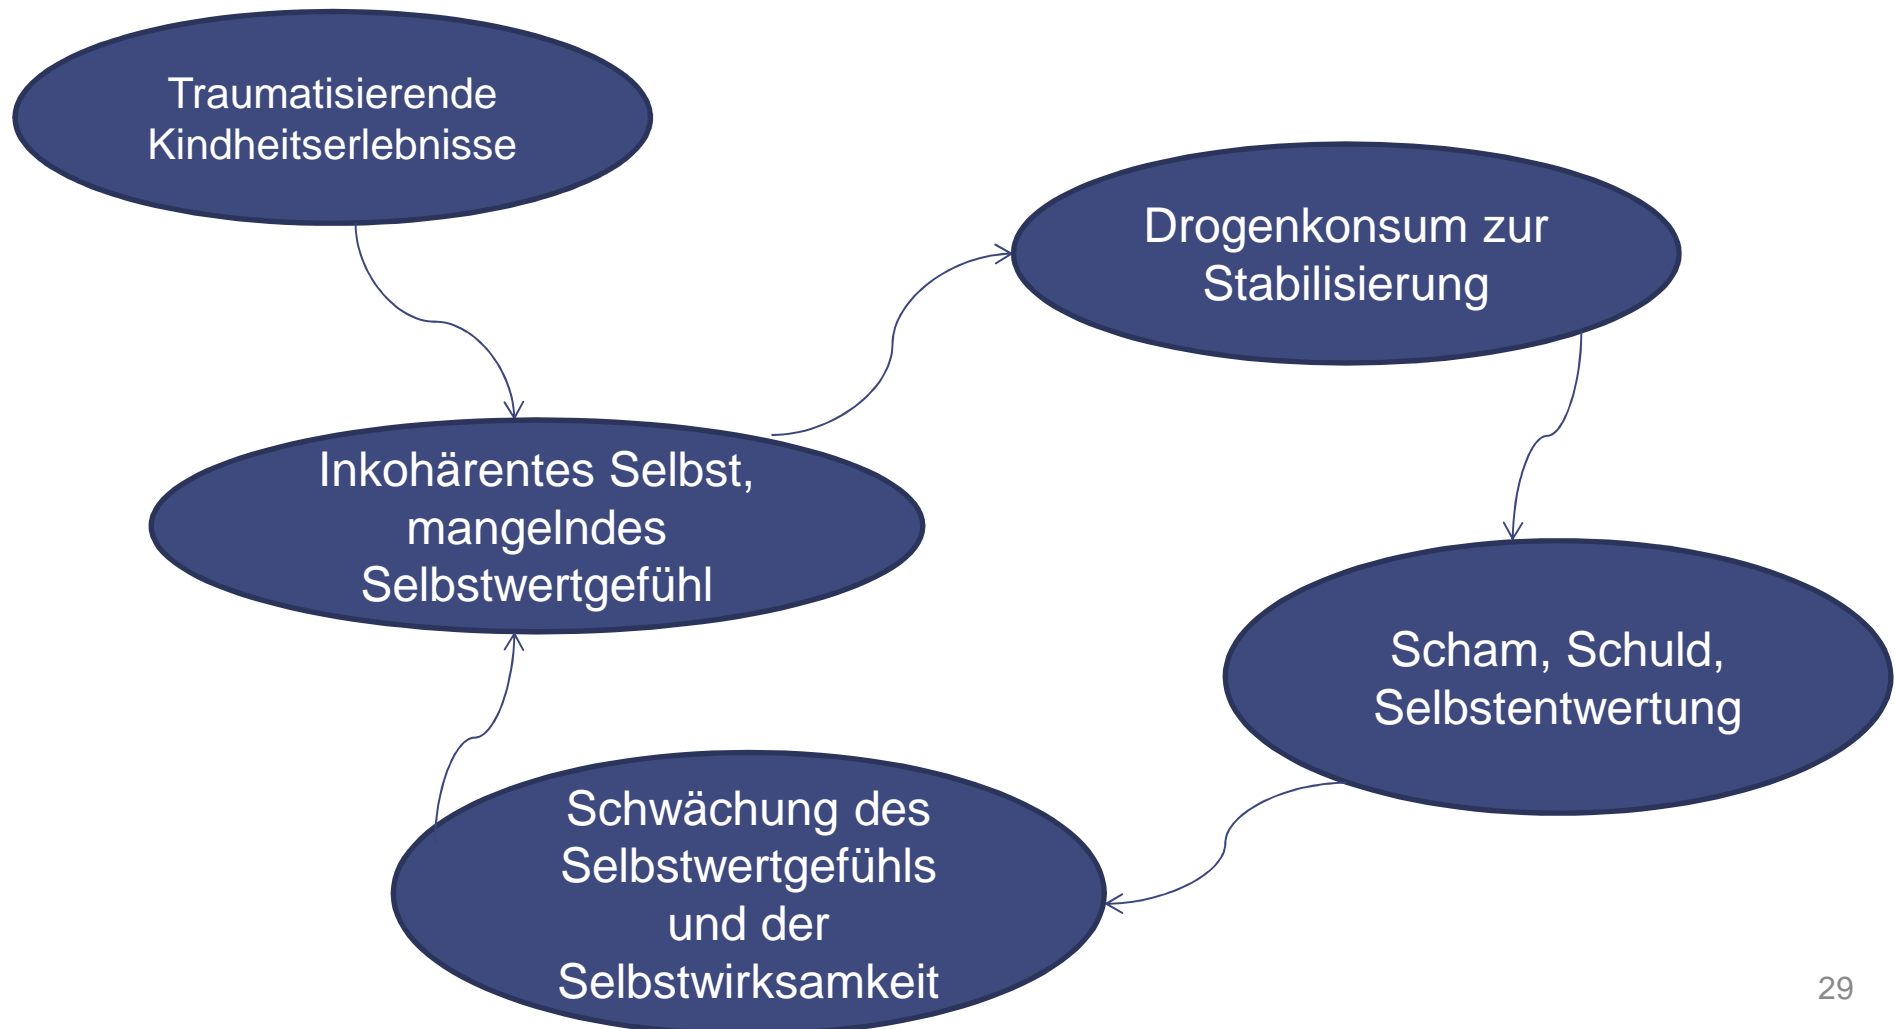 Traumatisierende
Kindheitserlebnisse
Drogenkonsum zur
Stabilisierung
Inkohärentes Selbst,
mangelndes
Selbstwertgefühl
Scham, Schuld,
Selbstentwertung
Schwächung des
Selbstwertgefühls
und der
Selbstwirksamkeit
29